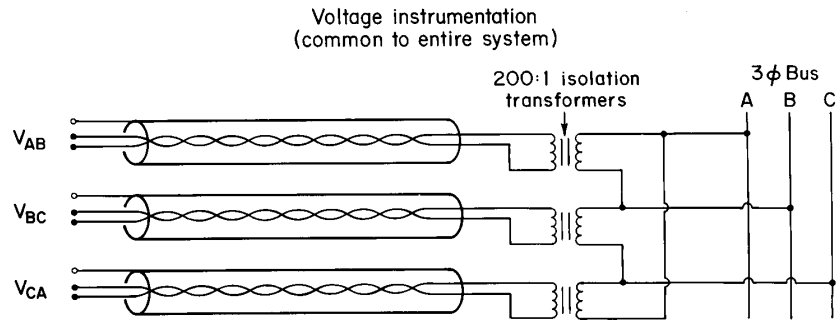 Voltage instrumentation
(common to entire system)
200:1 isolation
transformers
3ϕ Bus
A B C
V_AB
V_BC
V_CA